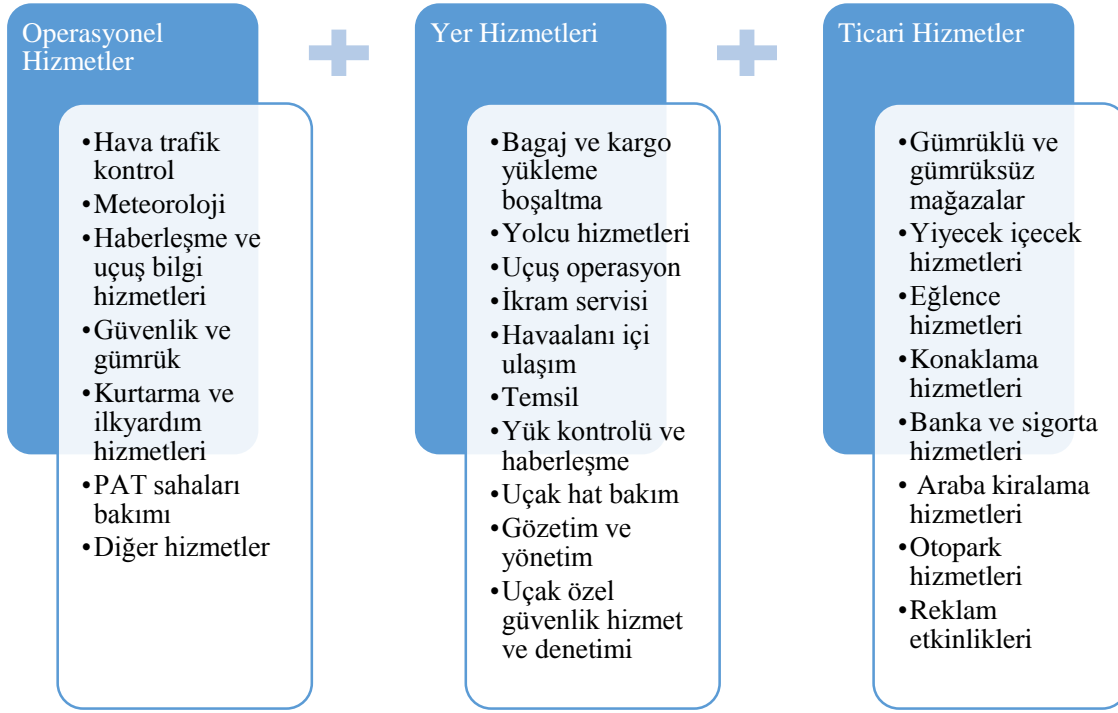 Operasyonel
Hizmetler
•Hava trafik
kontrol
•Meteoroloji
•Haberleşme ve
uçuş bilgi
hizmetleri
•Güvenlik ve
gümrük
•Kurtarma ve
ilkyardım
hizmetleri
•PAT sahaları
bakımı
•Diğer hizmetler
Yer Hizmetleri
•Bagaj ve kargo
yükleme
boşaltma
•Yolcu hizmetleri
•Uçuş operasyon
•İkram servisi
•Havaalanı içi
ulaşım
•Temsil
•Yük kontrolü ve
haberleşme
•Uçak hat bakım
•Gözetim ve
yönetim
•Uçak özel
güvenlik hizmet
ve denetimi
Ticari Hizmetler
•Gümrüklü ve
gümrüksüz
mağazalar
•Yiyecek içecek
hizmetleri
•Eğlence
hizmetleri
•Konaklama
hizmetleri
•Banka ve sigorta
hizmetleri
• Araba kiralama
hizmetleri
•Otopark
hizmetleri
•Reklam
etkinlikleri